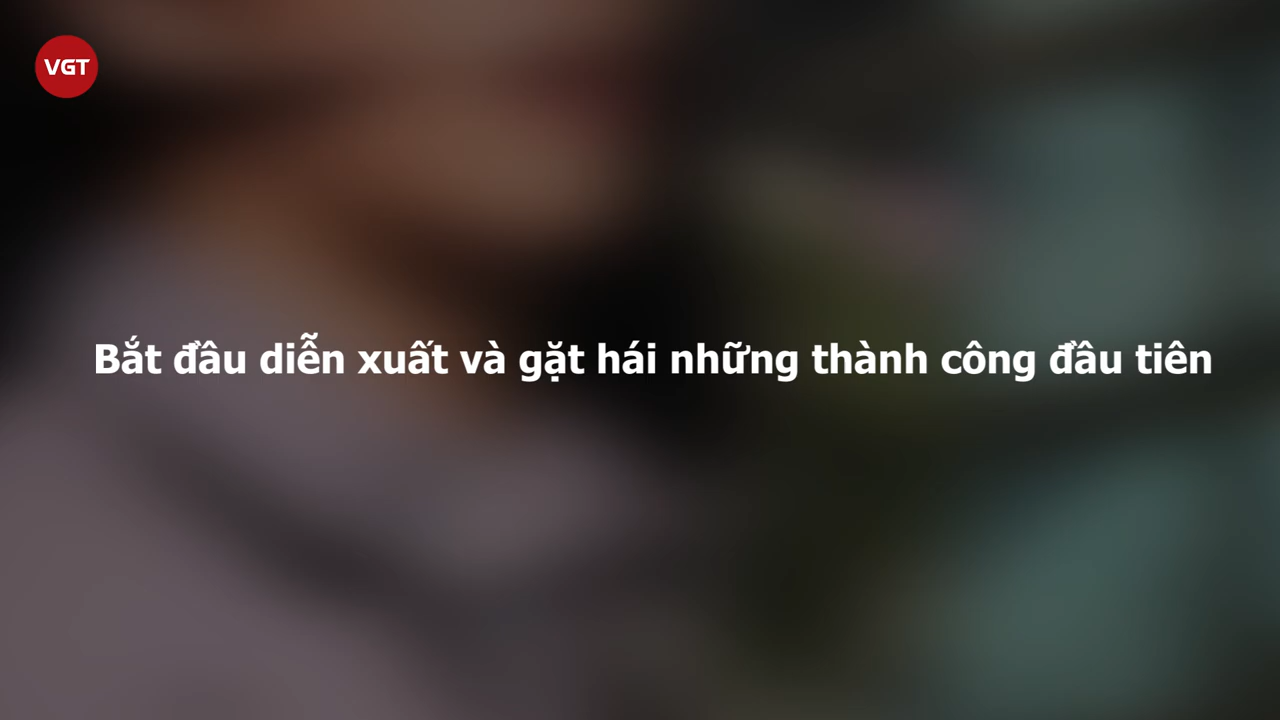 VGT
Bắt đầu diễn xuất và gặt hái những thành công đầu tiên